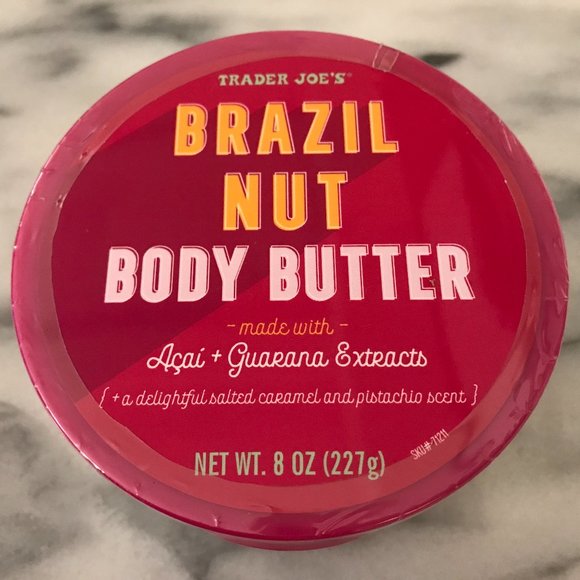 TRADER JOE'S®
BRAZIL
NUT
BODY BUTTER
- made with -
Açaí + Guarana Extracts
{ + a delightful salted caramel and pistachio scent }
SKU#-71211
NET WT. 8 OZ (227g)